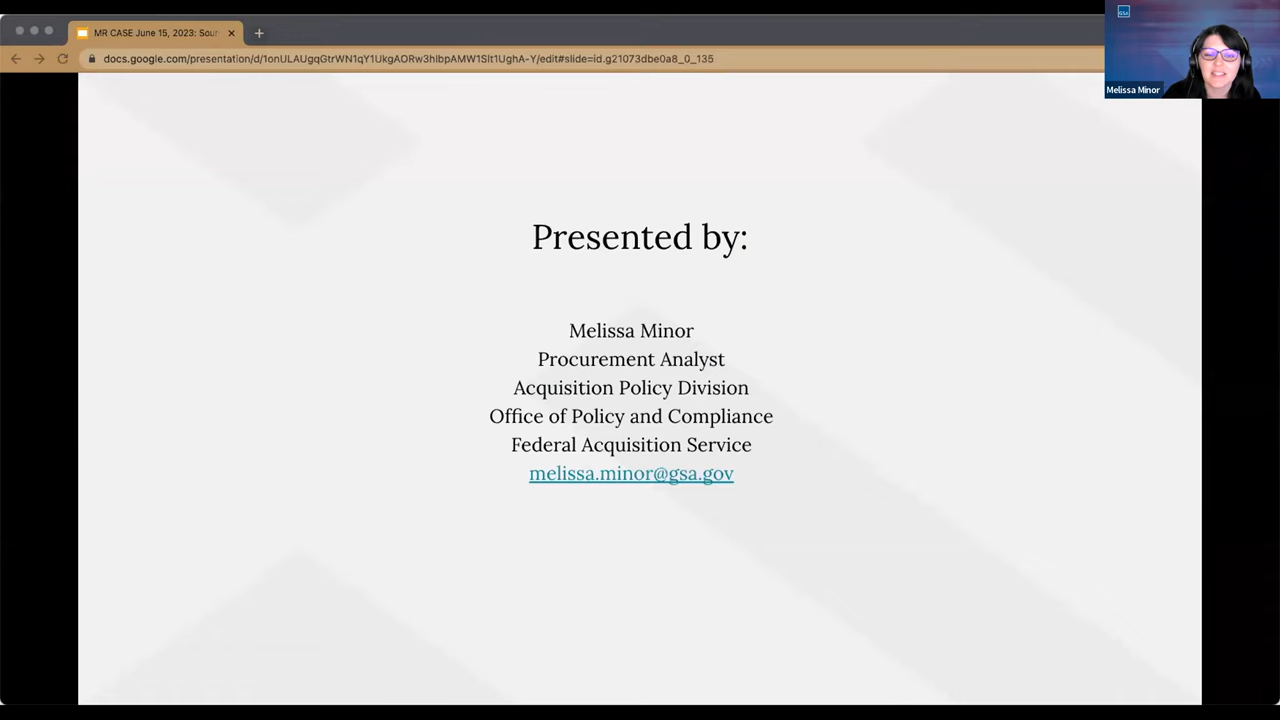 MR CASE June 15, 2023: Sour
docs.google.com/presentation/d/1onULAUgqGtrWN1qY1UkgAORw3hlbpAMW1Slt1UghA-Y/edit#slide=id.g21073dbe0a8_0_135
GSA
Melissa Minor
Presented by:
Melissa Minor
Procurement Analyst
Acquisition Policy Division
Office of Policy and Compliance
Federal Acquisition Service
melissa.minor@gsa.gov